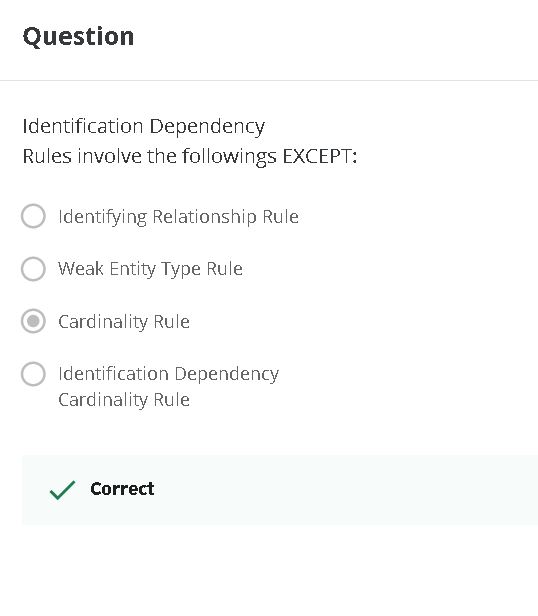 Question
Identification Dependency
Rules involve the followings EXCEPT:
Identifying Relationship Rule
Weak Entity Type Rule
Cardinality Rule
Identification Dependency
Cardinality Rule
Correct